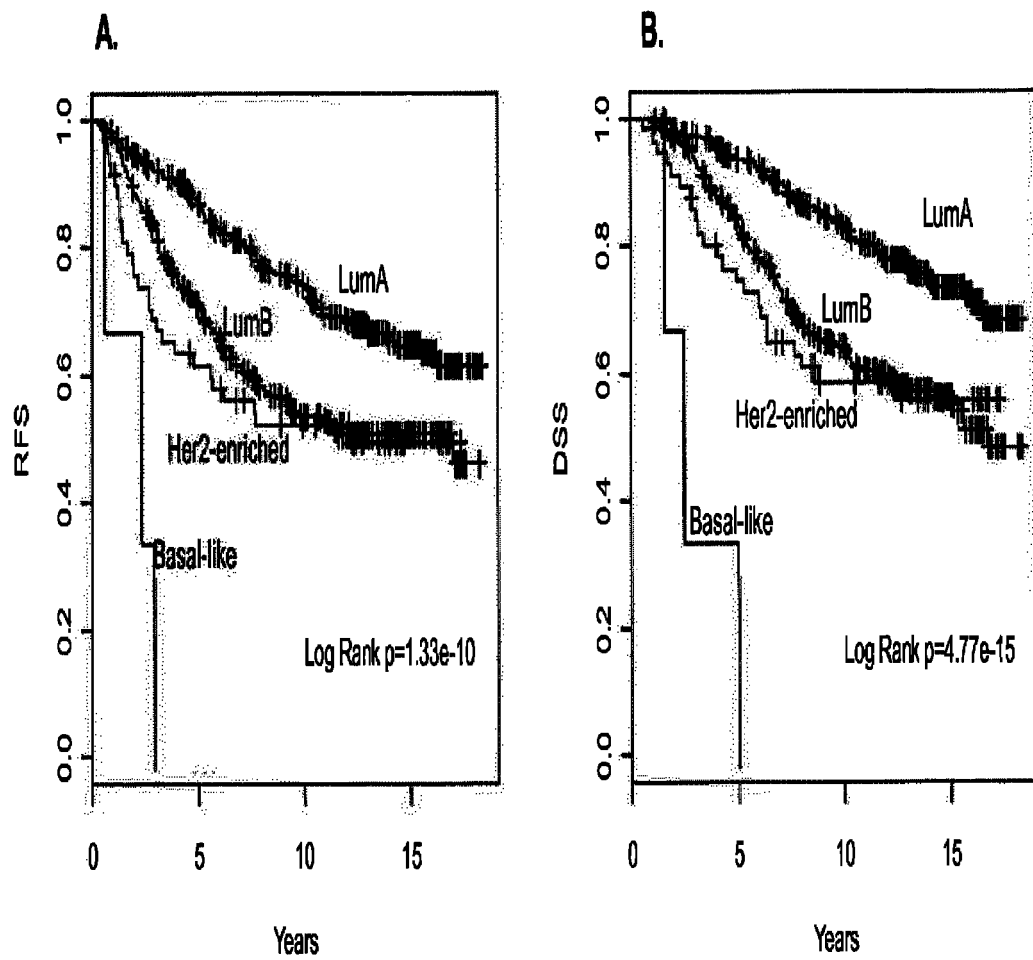 A.
RFS
1.0
0.8
0.6
0.4
0.2
0.0
LumA
LumB
Her2-enriched
Basal-like
Log Rank p=1.33e-10
0 5 10 15
Years
B.
DSS
1.0
0.8
0.6
0.4
0.2
0.0
LumA
LumB
Her2-enriched
Basal-like
Log Rank p=4.77e-15
0 5 10 15
Years